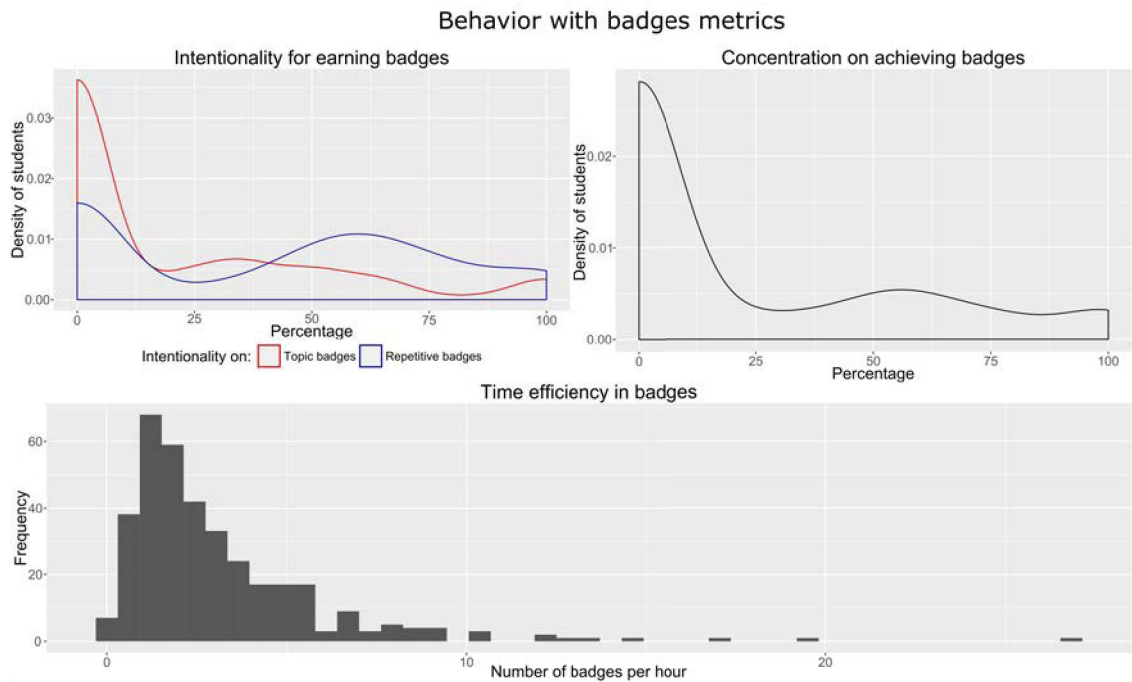 Behavior with badges metrics
Intentionality for earning badges
Density of students
0.03
0.02
0.01
0.00
0 25 50 75 100
Percentage
Intentionality on: Topic badges Repetitive badges
Concentration on achieving badges
Density of students
0.02
0.01
0.00
0 25 50 75 100
Percentage
Time efficiency in badges
Frequency
60
40
20
0
0 10 20
Number of badges per hour